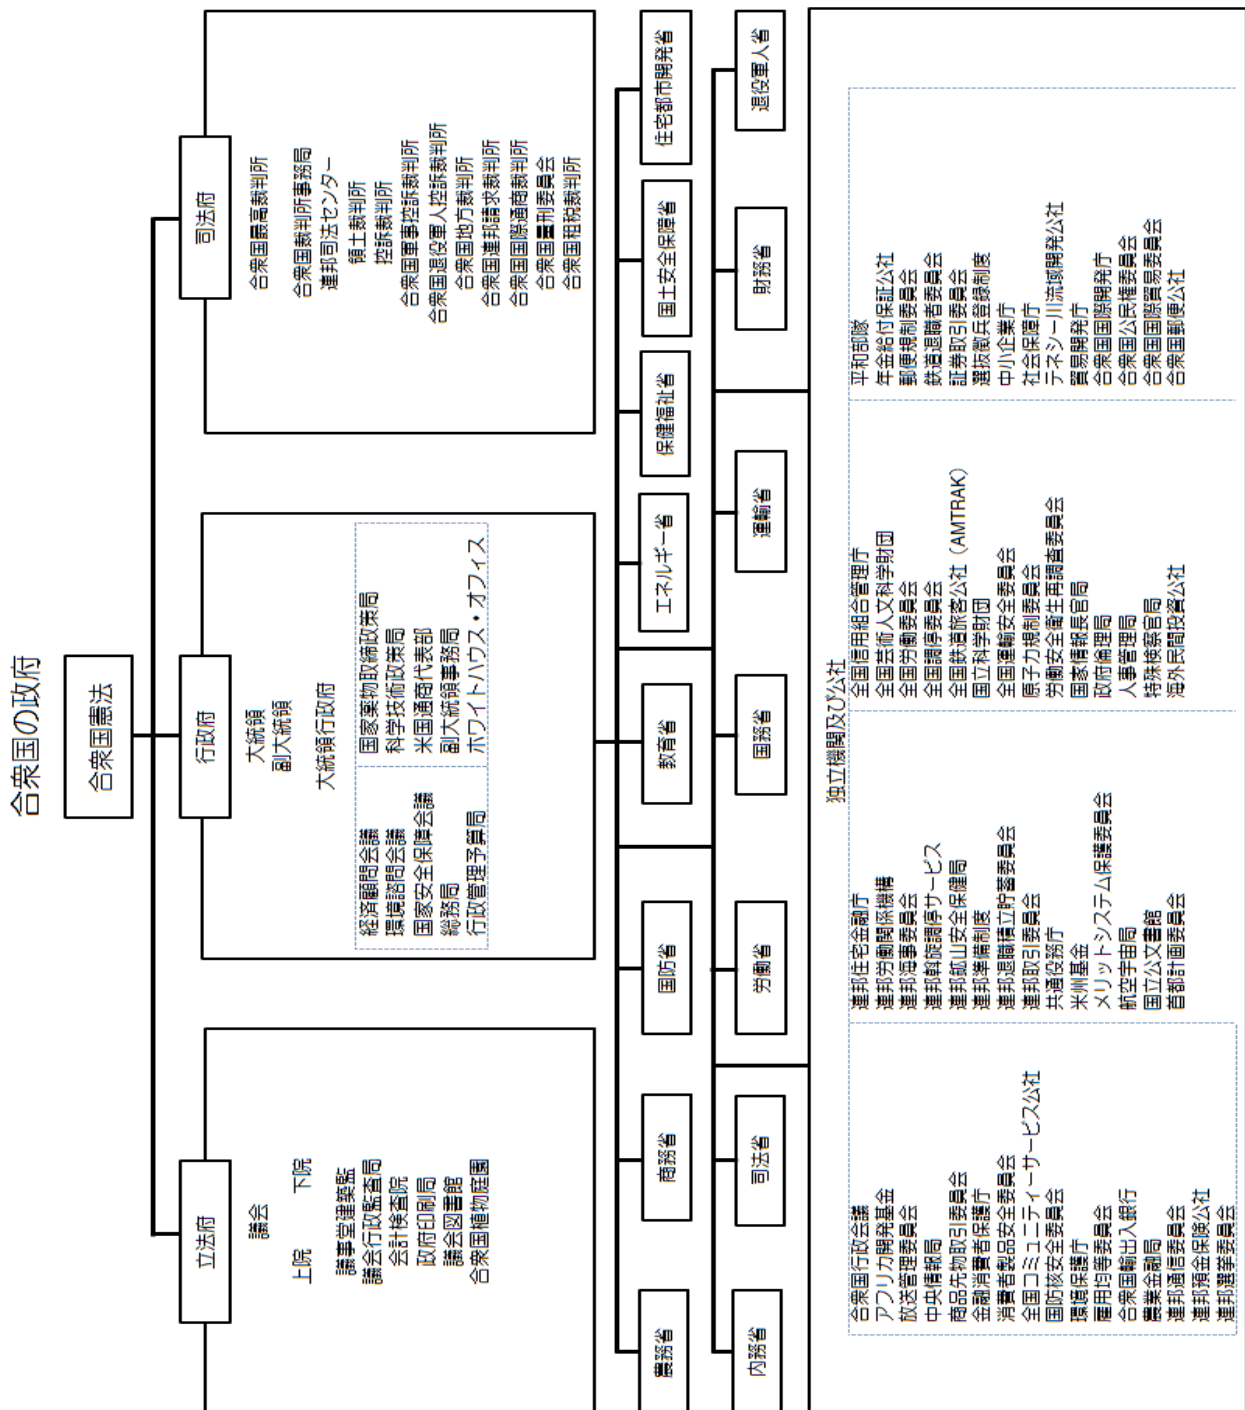 合衆国の政府
合衆国憲法
立法府
議会
上院 下院
議事堂建築監
議会行政監査局
会計検査院
政府印刷局
議会図書館
合衆国植物庭園
行政府
大統領
副大統領
大統領行政府
経済顧問会議
環境諮問会議
国家安全保障会議
総務局
行政管理予算局
国家薬物取締政策局
科学技術政策局
米国通商代表部
副大統領事務局
ホワイトハウス・オフィス
司法府
合衆国最高裁判所
合衆国裁判所事務局
連邦司法センター
領土裁判所
控訴裁判所
合衆国軍事控訴裁判所
合衆国退役軍人控訴裁判所
合衆国地方裁判所
合衆国連邦請求裁判所
合衆国国際通商裁判所
合衆国量刑委員会
合衆国租税裁判所
農務省
商務省
国防省
教育省
エネルギー省
保健福祉省
国土安全保障省
住宅都市開発省
内務省
司法省
労働省
国務省
運輸省
財務省
退役軍人省
独立機関及び公社
合衆国行政会議
アフリカ開発基金
放送管理委員会
中央情報局
商品先物取引委員会
金融消費者保護庁
消費者製品安全委員会
全国コミュニティーサービス公社
国防核安全委員会
環境保護庁
雇用均等委員会
合衆国輸出入銀行
農業金融局
連邦通信委員会
連邦預金保険公社
連邦選挙委員会
連邦住宅金融庁
連邦労働関係機構
連邦海事委員会
連邦斡旋調停サービス
連邦鉱山安全保健局
連邦準備制度
連邦退職積立貯蓄委員会
連邦取引委員会
共通役務庁
米州基金
メリットシステム保護委員会
航空宇宙局
国立公文書館
首都計画委員会
全国信用組合管理庁
全国芸術人文科学財団
全国労働委員会
全国調停委員会
全国鉄道旅客公社（AMTRAK）
国立科学財団
全国運輸安全委員会
原子力規制委員会
労働安全衛生再調査委員会
国家情報長官局
政府倫理局
人事管理局
特殊検察官局
海外民間投資公社
平和部隊
年金給付保証公社
郵便規制委員会
鉄道退職者委員会
証券取引委員会
選抜徴兵登録制度
中小企業庁
社会保障庁
テネシー川流域開発公社
貿易開発庁
合衆国国際開発庁
合衆国公民権委員会
合衆国国際貿易委員会
合衆国郵便公社